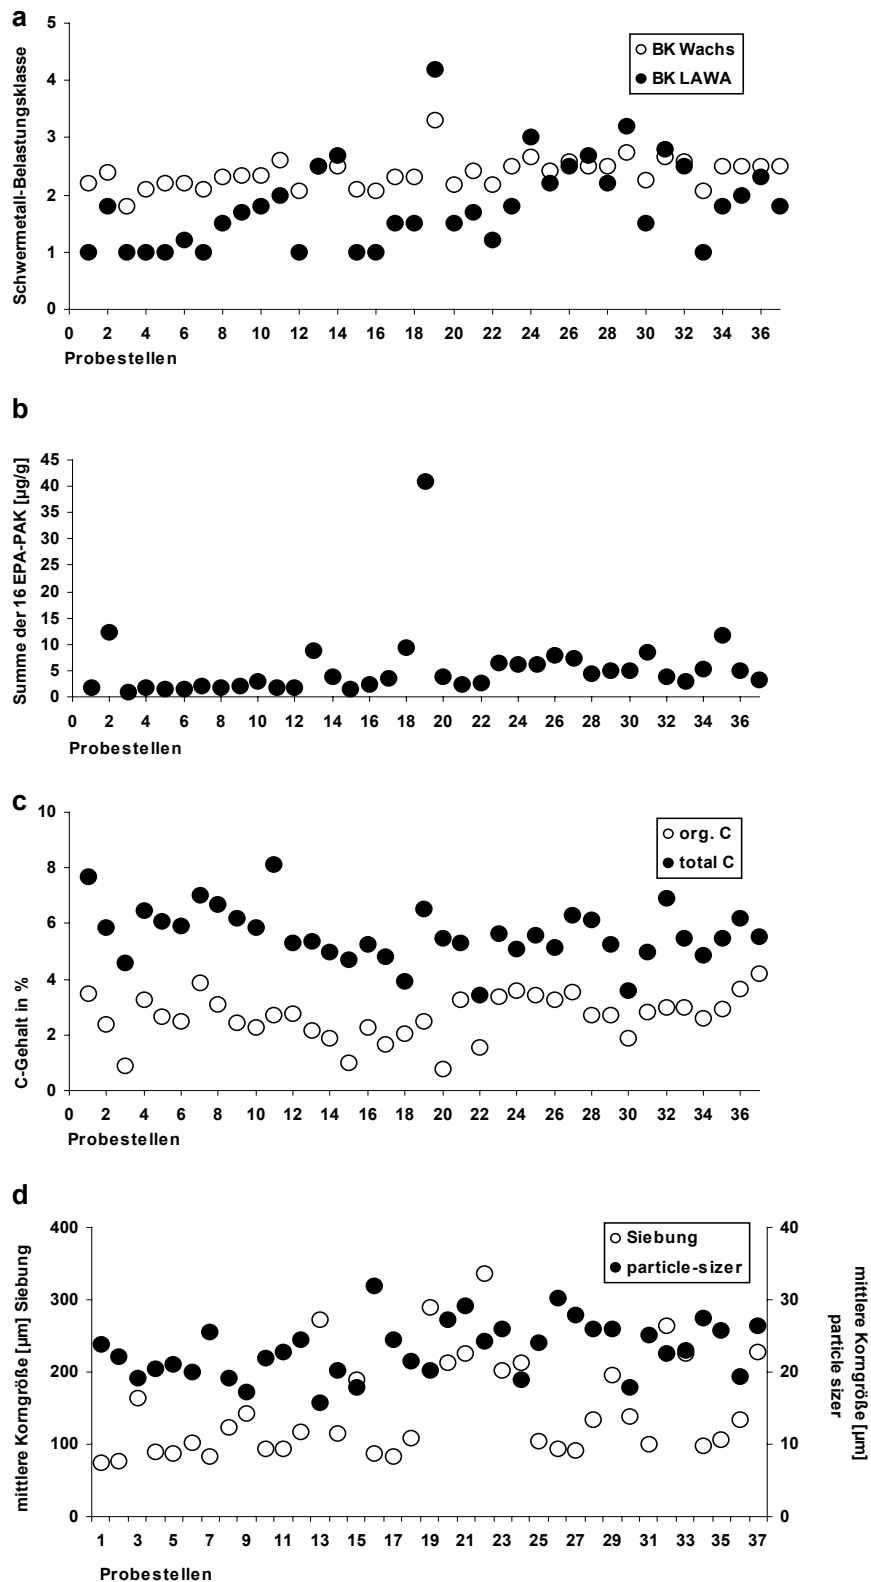 a
5
4
3
2
1
0
Schwermetall-Belastungsklasse
BK Wachs
BK LAWA
0 2 4 6 8 10 12 14 16 18 20 22 24 26 28 30 32 34 36
Probestellen
b
45
40
35
30
25
20
15
10
5
0
Summe der 16 EPA-PAK [µg/g]
0 2 4 6 8 10 12 14 16 18 20 22 24 26 28 30 32 34 36
Probestellen
c
10
8
6
4
2
0
C-Gehalt in %
org. C
total C
0 2 4 6 8 10 12 14 16 18 20 22 24 26 28 30 32 34 36
Probestellen
d
400
300
200
100
0
mittlere Korngröße [µm] Siebung
Siebung
particle-sizer
40
30
20
10
0
mittlere Korngröße [µm]
particle sizer
1 3 5 7 9 11 13 15 17 19 21 23 25 27 29 31 33 35 37
Probestellen